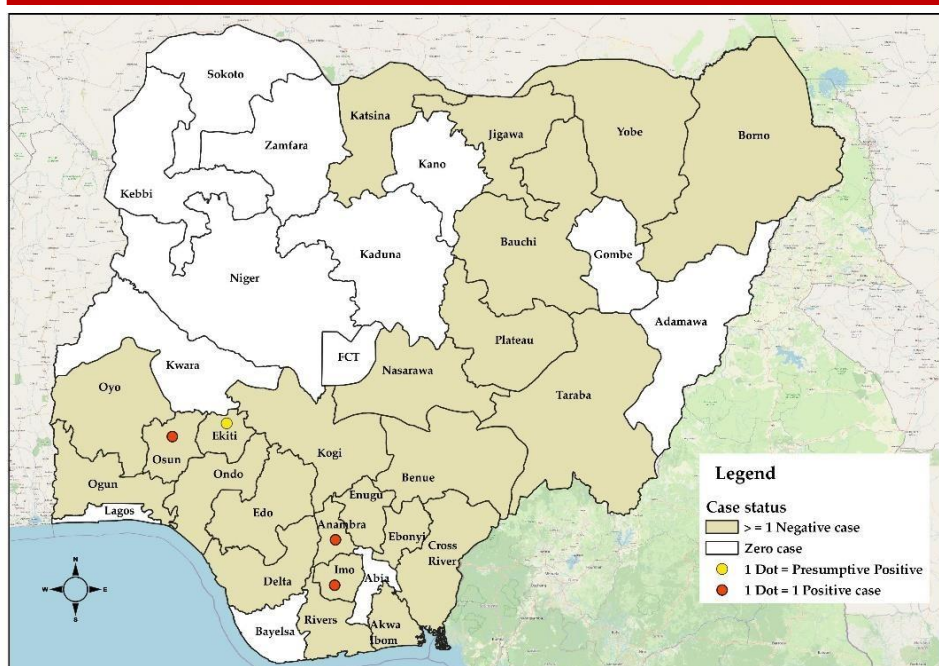 Sokoto
Katsina
Zamfara
Jigawa
Yobe
Borno
Kano
Kebbi
Bauchi
Kaduna
Gombe
Niger
Adamawa
Plateau
FCT
Kwara
Nasarawa
Taraba
Oyo
Ekiti
Osun
Kogi
Ondo
Benue
Ogun
Enugu
Lagos
Edo
Anambra
Ebonyi
Cross
River
Imo
Abia
Delta
Rivers
Akwa
Ibom
Bayelsa
N
W
E
S
Legend
Case status
> = 1 Negative case
Zero case
1 Dot = Presumptive Positive
1 Dot = 1 Positive case